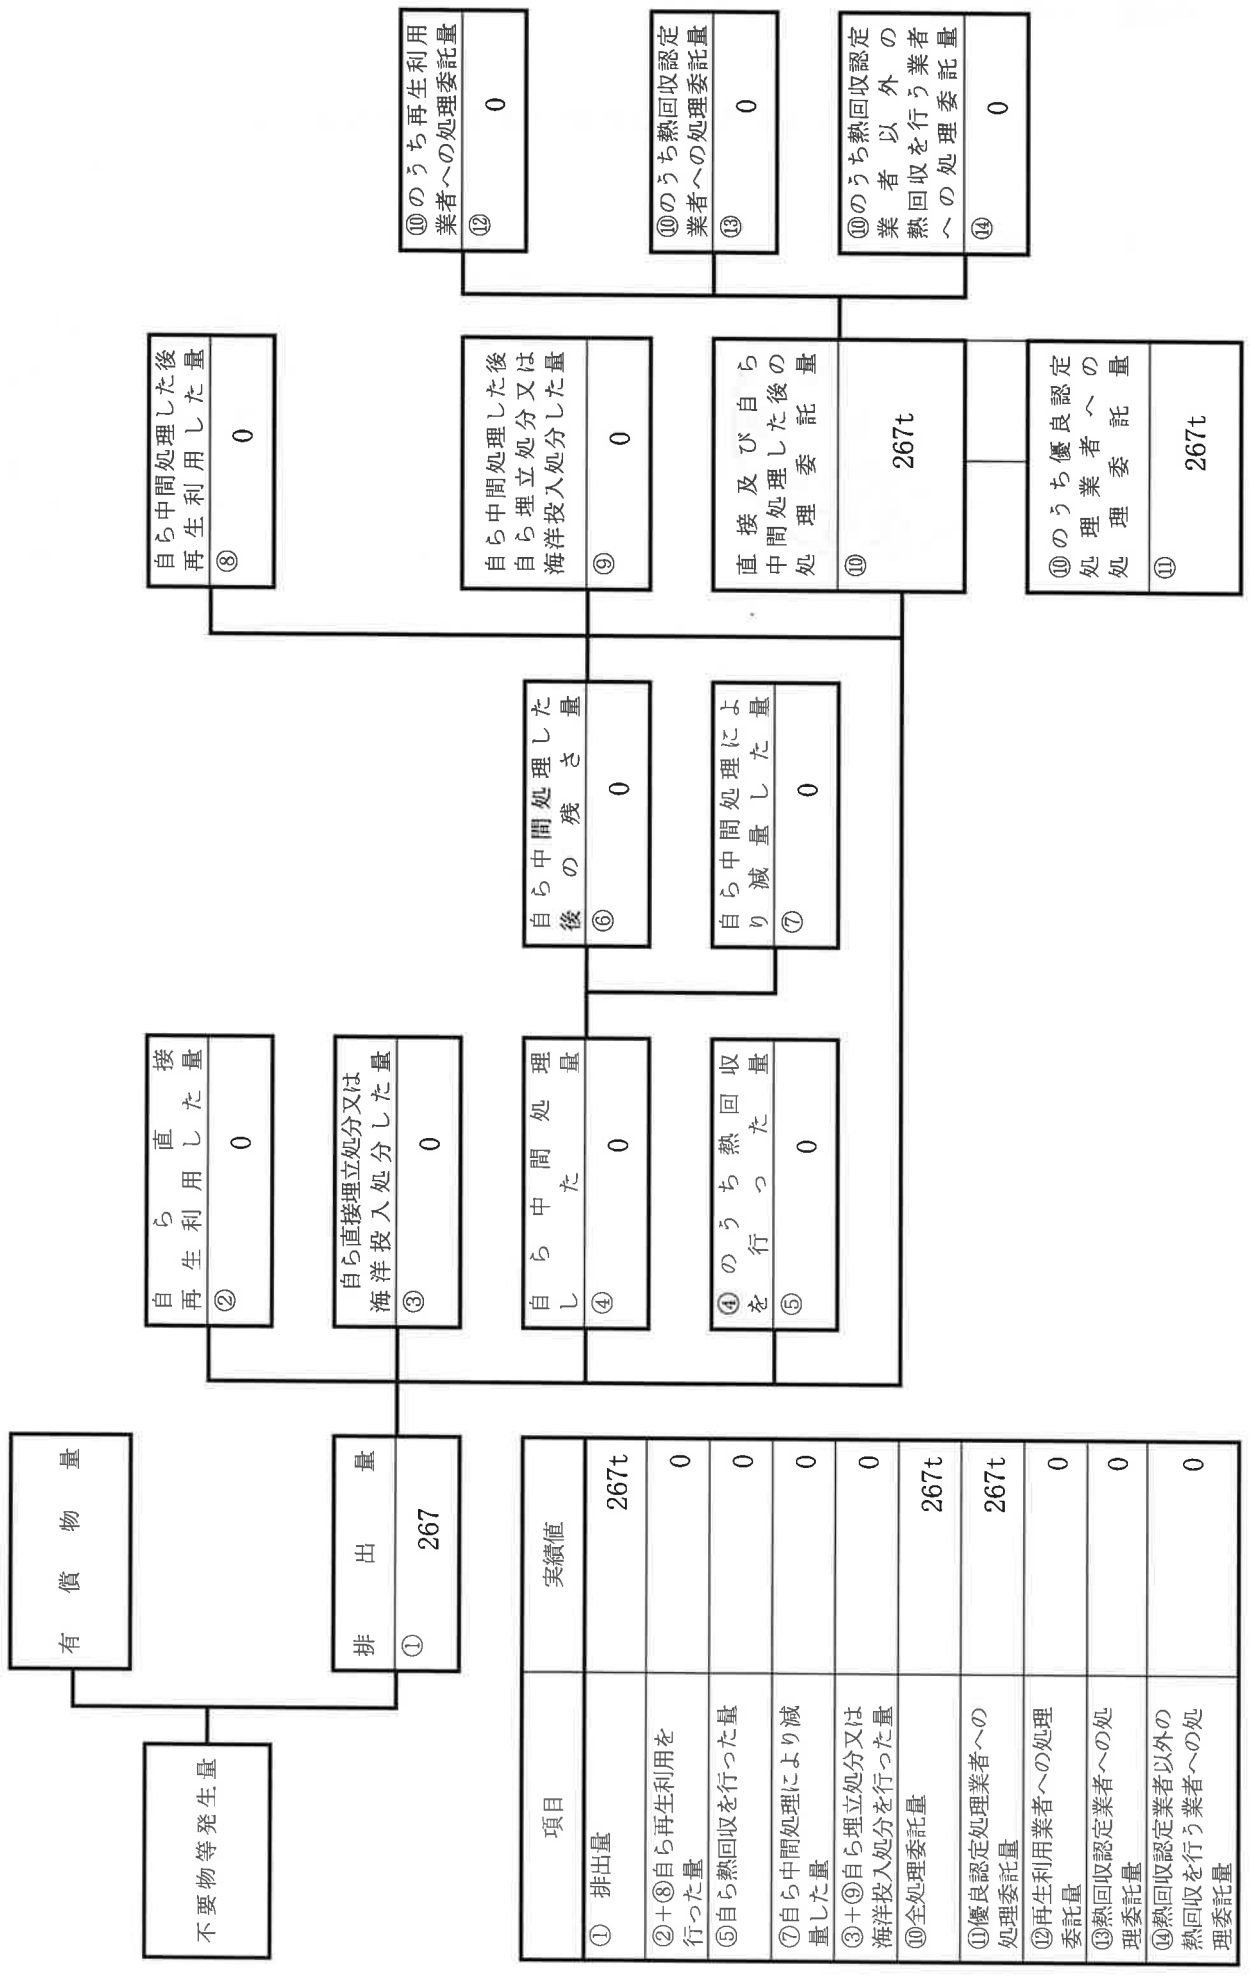 不要物等発生量
有償物量
排出量
①
267
自ら直接
再生利用した量
②
0
自ら直接埋立処分又は
海洋投入処分した量
③
0
自ら中間処理
した量
④
0
④のうち熱回収
を行った量
⑤
0
自ら中間処理した
後の残さ量
⑥
0
自ら中間処理によ
り減量した量
⑦
0
自ら中間処理した後
再生利用した量
⑧
0
自ら中間処理した後
自ら埋立処分又は
海洋投入処分した量
⑨
0
直接及び自ら
中間処理した後の
処理委託量
⑩
267t
⑩のうち優良認定
処理業者への
処理委託量
⑪
267t
⑩のうち再生利用
業者への処理委託量
⑫
0
⑩のうち熱回収認定
業者への処理委託量
⑬
0
⑩のうち熱回収認定
業者以外の
熱回収を行う業者
への処理委託量
⑭
0
項目 実績値
① 排出量 267t
②+⑧自ら再生利用を
行った量 0
⑤自ら熱回収を行った量 0
⑦自ら中間処理により減
量した量 0
③+⑨自ら埋立処分又は
海洋投入処分を行った量 0
⑩全処理委託量 267t
⑪優良認定処理業者への
処理委託量 267t
⑫再生利用業者への処理
委託量 0
⑬熱回収認定業者への処
理委託量 0
⑭熱回収認定業者以外の
熱回収を行う業者への処
理委託量 0